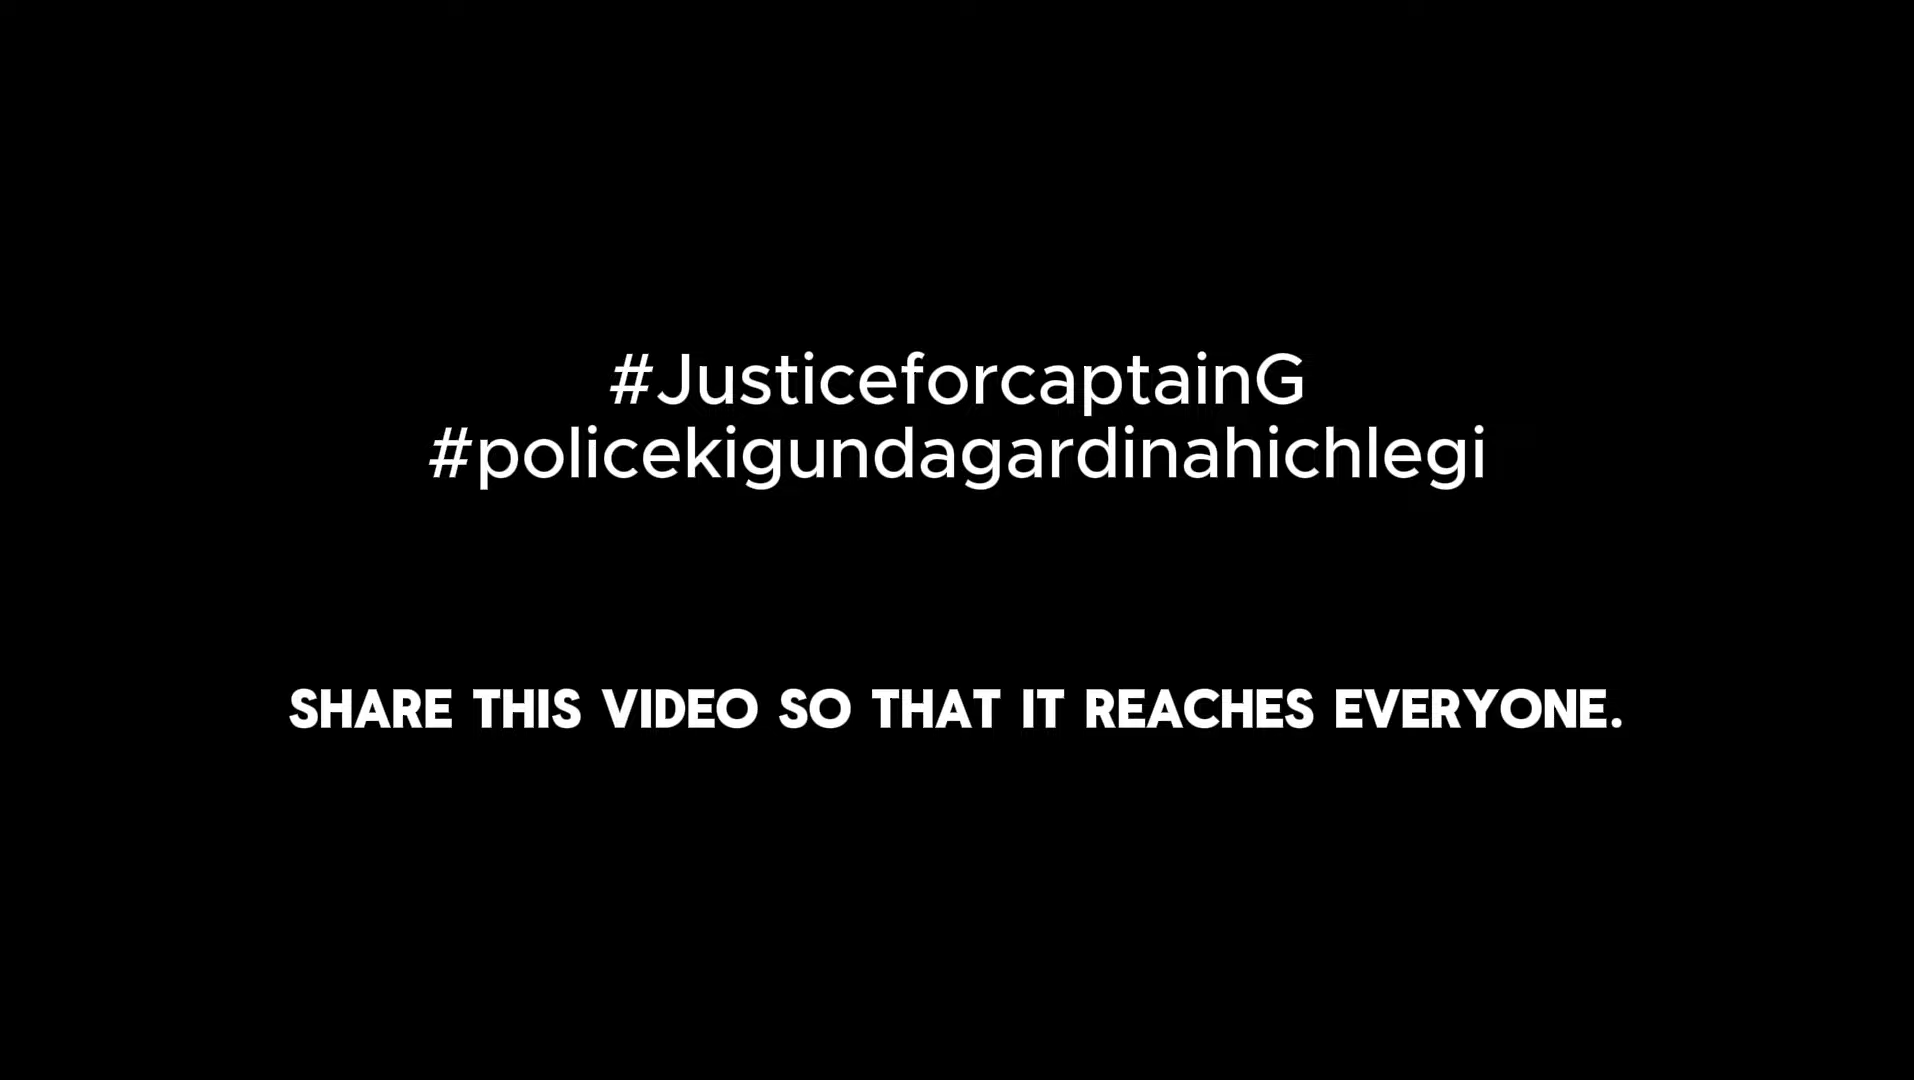 #JusticeforcaptainG
#policekigundagardinahichlegi
SHARE THIS VIDEO SO THAT IT REACHES EVERYONE.